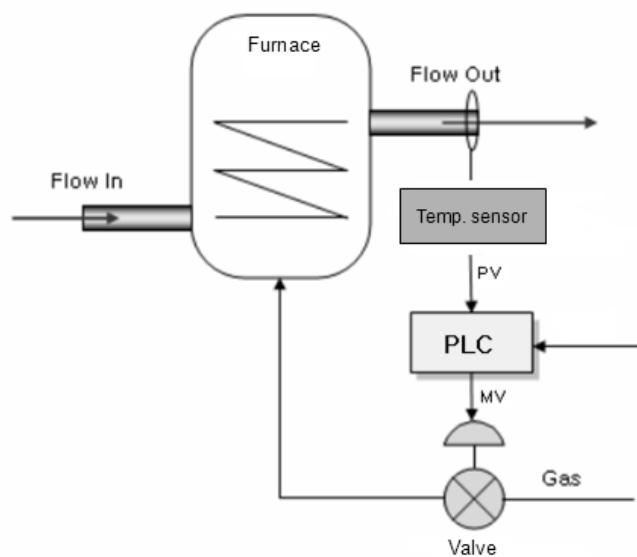 Furnace
Flow Out
Flow In
Temp. sensor
PV
PLC
MV
Gas
Valve